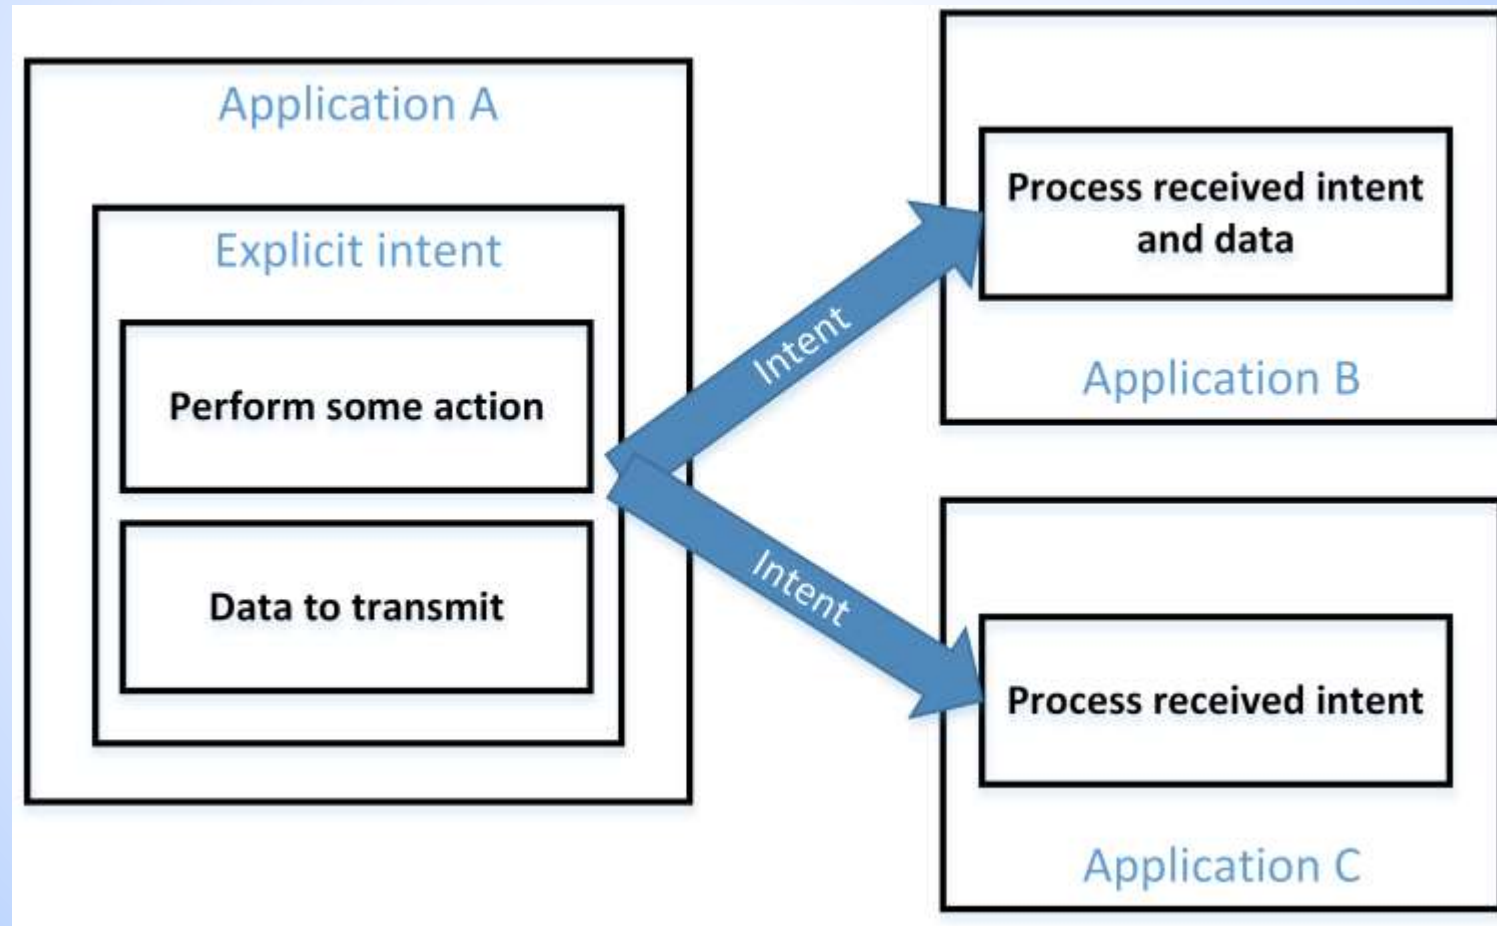 Application A
Explicit intent
Perform some action
Data to transmit
Intent
Intent
Process received intent
and data
Application B
Process received intent
Application C